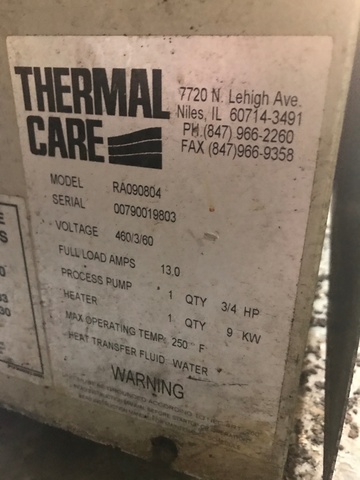 THERMAL
CARE
7720 N. Lehigh Ave.
Niles, IL 60714-3491
PH.(847) 966-2260
FAX (847)966-9358
MODEL RA090804
SERIAL 00790019803
VOLTAGE 460/3/60
FULL LOAD AMPS 13.0
PROCESS PUMP 1 QTY 3/4 HP
HEATER 1 QTY 9 KW
MAX OPERATING TEMP. 250° F
HEAT TRANSFER FLUID WATER
WARNING